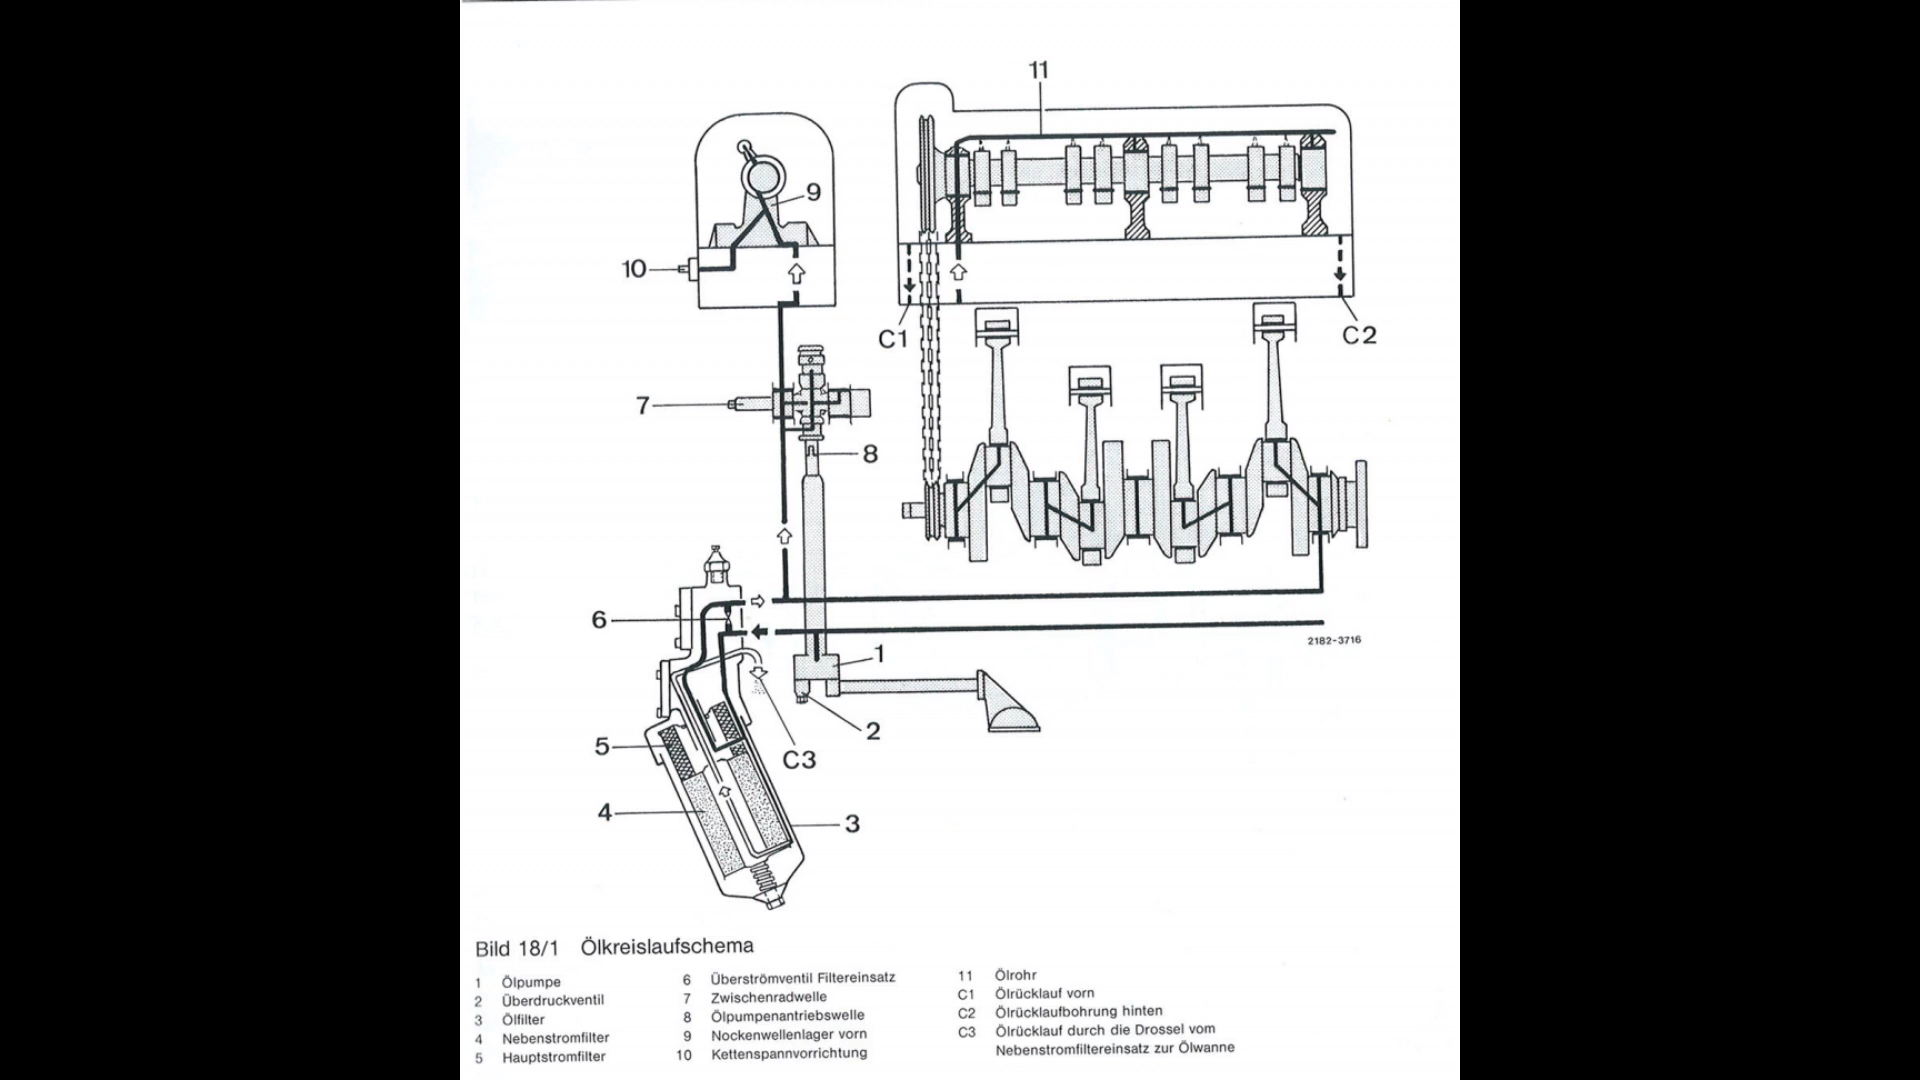 11
9
10
C1
C2
7
8
6
2182-3716
1
2
5
C3
4
3
Bild 18/1 Ölkreislaufschema
1 Ölpumpe
2 Überdruckventil
3 Ölfilter
4 Nebenstromfilter
5 Hauptstromfilter
6 Überströmventil Filtereinsatz
7 Zwischenradwelle
8 Ölpumpenantriebswelle
9 Nockenwellenlager vorn
10 Kettenspannvorrichtung
11 Ölrohr
C1 Ölrücklauf vorn
C2 Ölrücklaufbohrung hinten
C3 Ölrücklauf durch die Drossel vom
Nebenstromfiltereinsatz zur Ölwanne